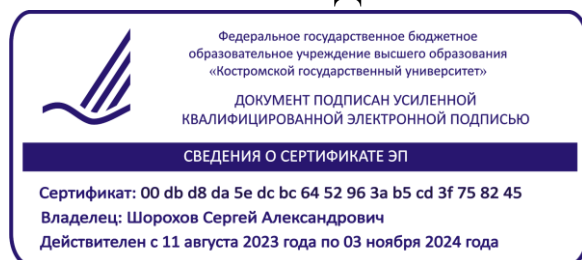 Федеральное государственное бюджетное
образовательное учреждение высшего образования
«Костромской государственный университет»
ДОКУМЕНТ ПОДПИСАН УСИЛЕННОЙ
КВАЛИФИЦИРОВАННОЙ ЭЛЕКТРОННОЙ ПОДПИСЬЮ
СВЕДЕНИЯ О СЕРТИФИКАТЕ ЭП
Сертификат: 00 db d8 da 5e dc bc 64 52 96 3a b5 cd 3f 75 82 45
Владелец: Шорохов Сергей Александрович
Действителен с 11 августа 2023 года по 03 ноября 2024 года